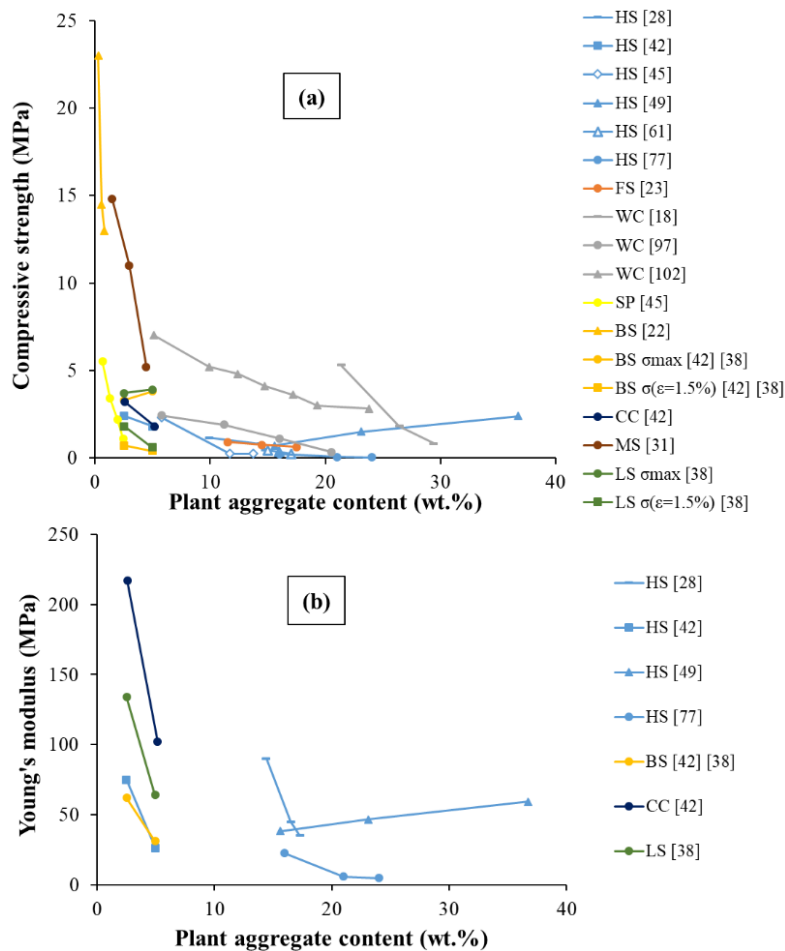 (a)
Compressive strength (MPa)
25
20
15
10
5
0
0 10 20 30 40
Plant aggregate content (wt.%)
HS [28]
HS [42]
HS [45]
HS [49]
HS [61]
HS [77]
FS [23]
WC [18]
WC [97]
WC [102]
SP [45]
BS [22]
BS σmax [42] [38]
BS σ(ε=1.5%) [42] [38]
CC [42]
MS [31]
LS σmax [38]
LS σ(ε=1.5%) [38]
(b)
Young's modulus (MPa)
250
200
150
100
50
0
0 10 20 30 40
Plant aggregate content (wt.%)
HS [28]
HS [42]
HS [49]
HS [77]
BS [42] [38]
CC [42]
LS [38]